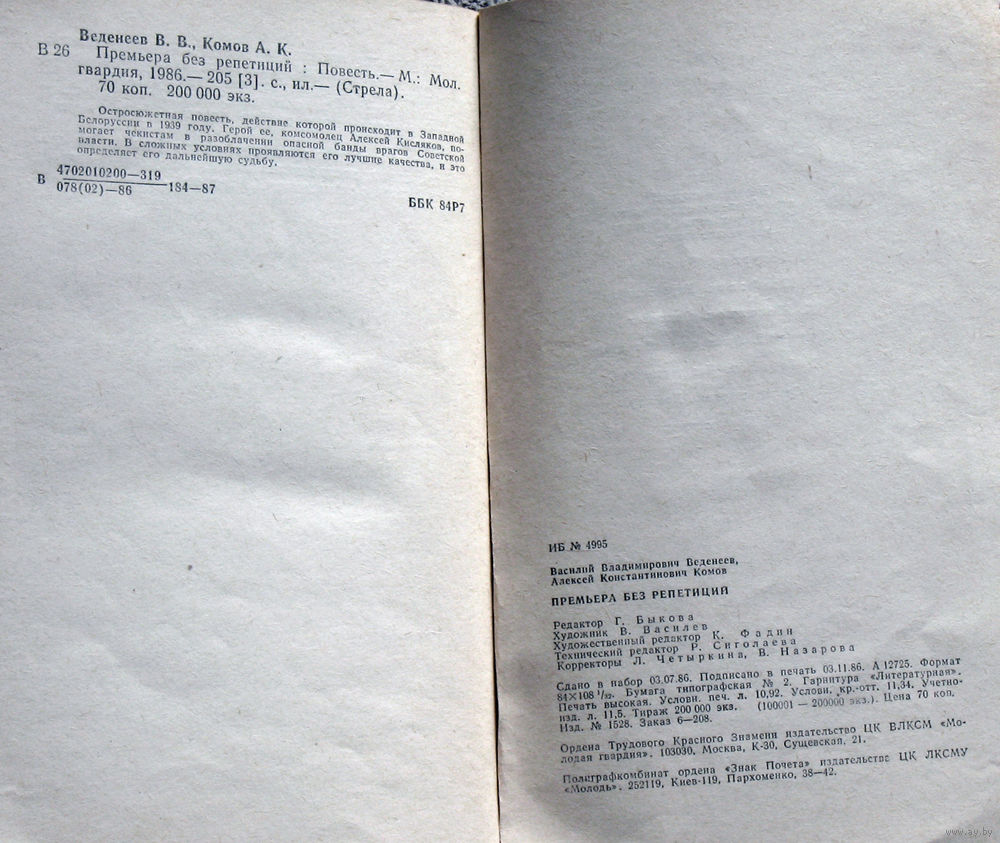 Веденеев В. В., Комов А. К.
В 26 Премьера без репетиций : Повесть.— М.: Мол.
гвардия, 1986.— 205 [3]. с., ил.— (Стрела).
70 коп. 200 000 экз.
Остросюжетная повесть, действие которой происходит в Западной
Белоруссии в 1939 году. Герой ее, комсомолец Алексей Кисляков, по-
могает чекистам в разоблачении опасной банды врагов Советской
власти. В сложных условиях проявляются его лучшие качества, и это
определяет его дальнейшую судьбу.
В 4702010200—319
078(02)—86 184—87
ББК 84Р7
ИБ № 4995
Василий Владимирович Веденеев,
Алексей Константинович Комов
ПРЕМЬЕРА БЕЗ РЕПЕТИЦИЙ
Редактор Г. Быкова
Художник В. Василев
Художественный редактор К. Фадин
Технический редактор Р. Сиголаева
Корректоры Л. Четыркина, В. Назарова
Сдано в набор 03.07.86. Подписано в печать 03.11.86. А 12725. Формат
84×108 1/32. Бумага типографская № 2. Гарнитура «Литературная».
Печать высокая. Условн. печ. л. 10,92. Условн. кр.-отт. 11,34. Учетно-
изд. л. 11,5. Тираж 200 000 экз. (100001 — 200000 экз.). Цена 70 коп.
Изд. № 1528. Заказ 6—208.
Ордена Трудового Красного Знамени издательство ЦК ВЛКСМ «Мо-
лодая гвардия». 103030, Москва, К-30, Сущевская, 21.
Полиграфкомбинат ордена «Знак Почета» издательства ЦК ЛКСМУ
«Молодь». 252119, Киев-119, Пархоменко, 38—42.
www.ay.by